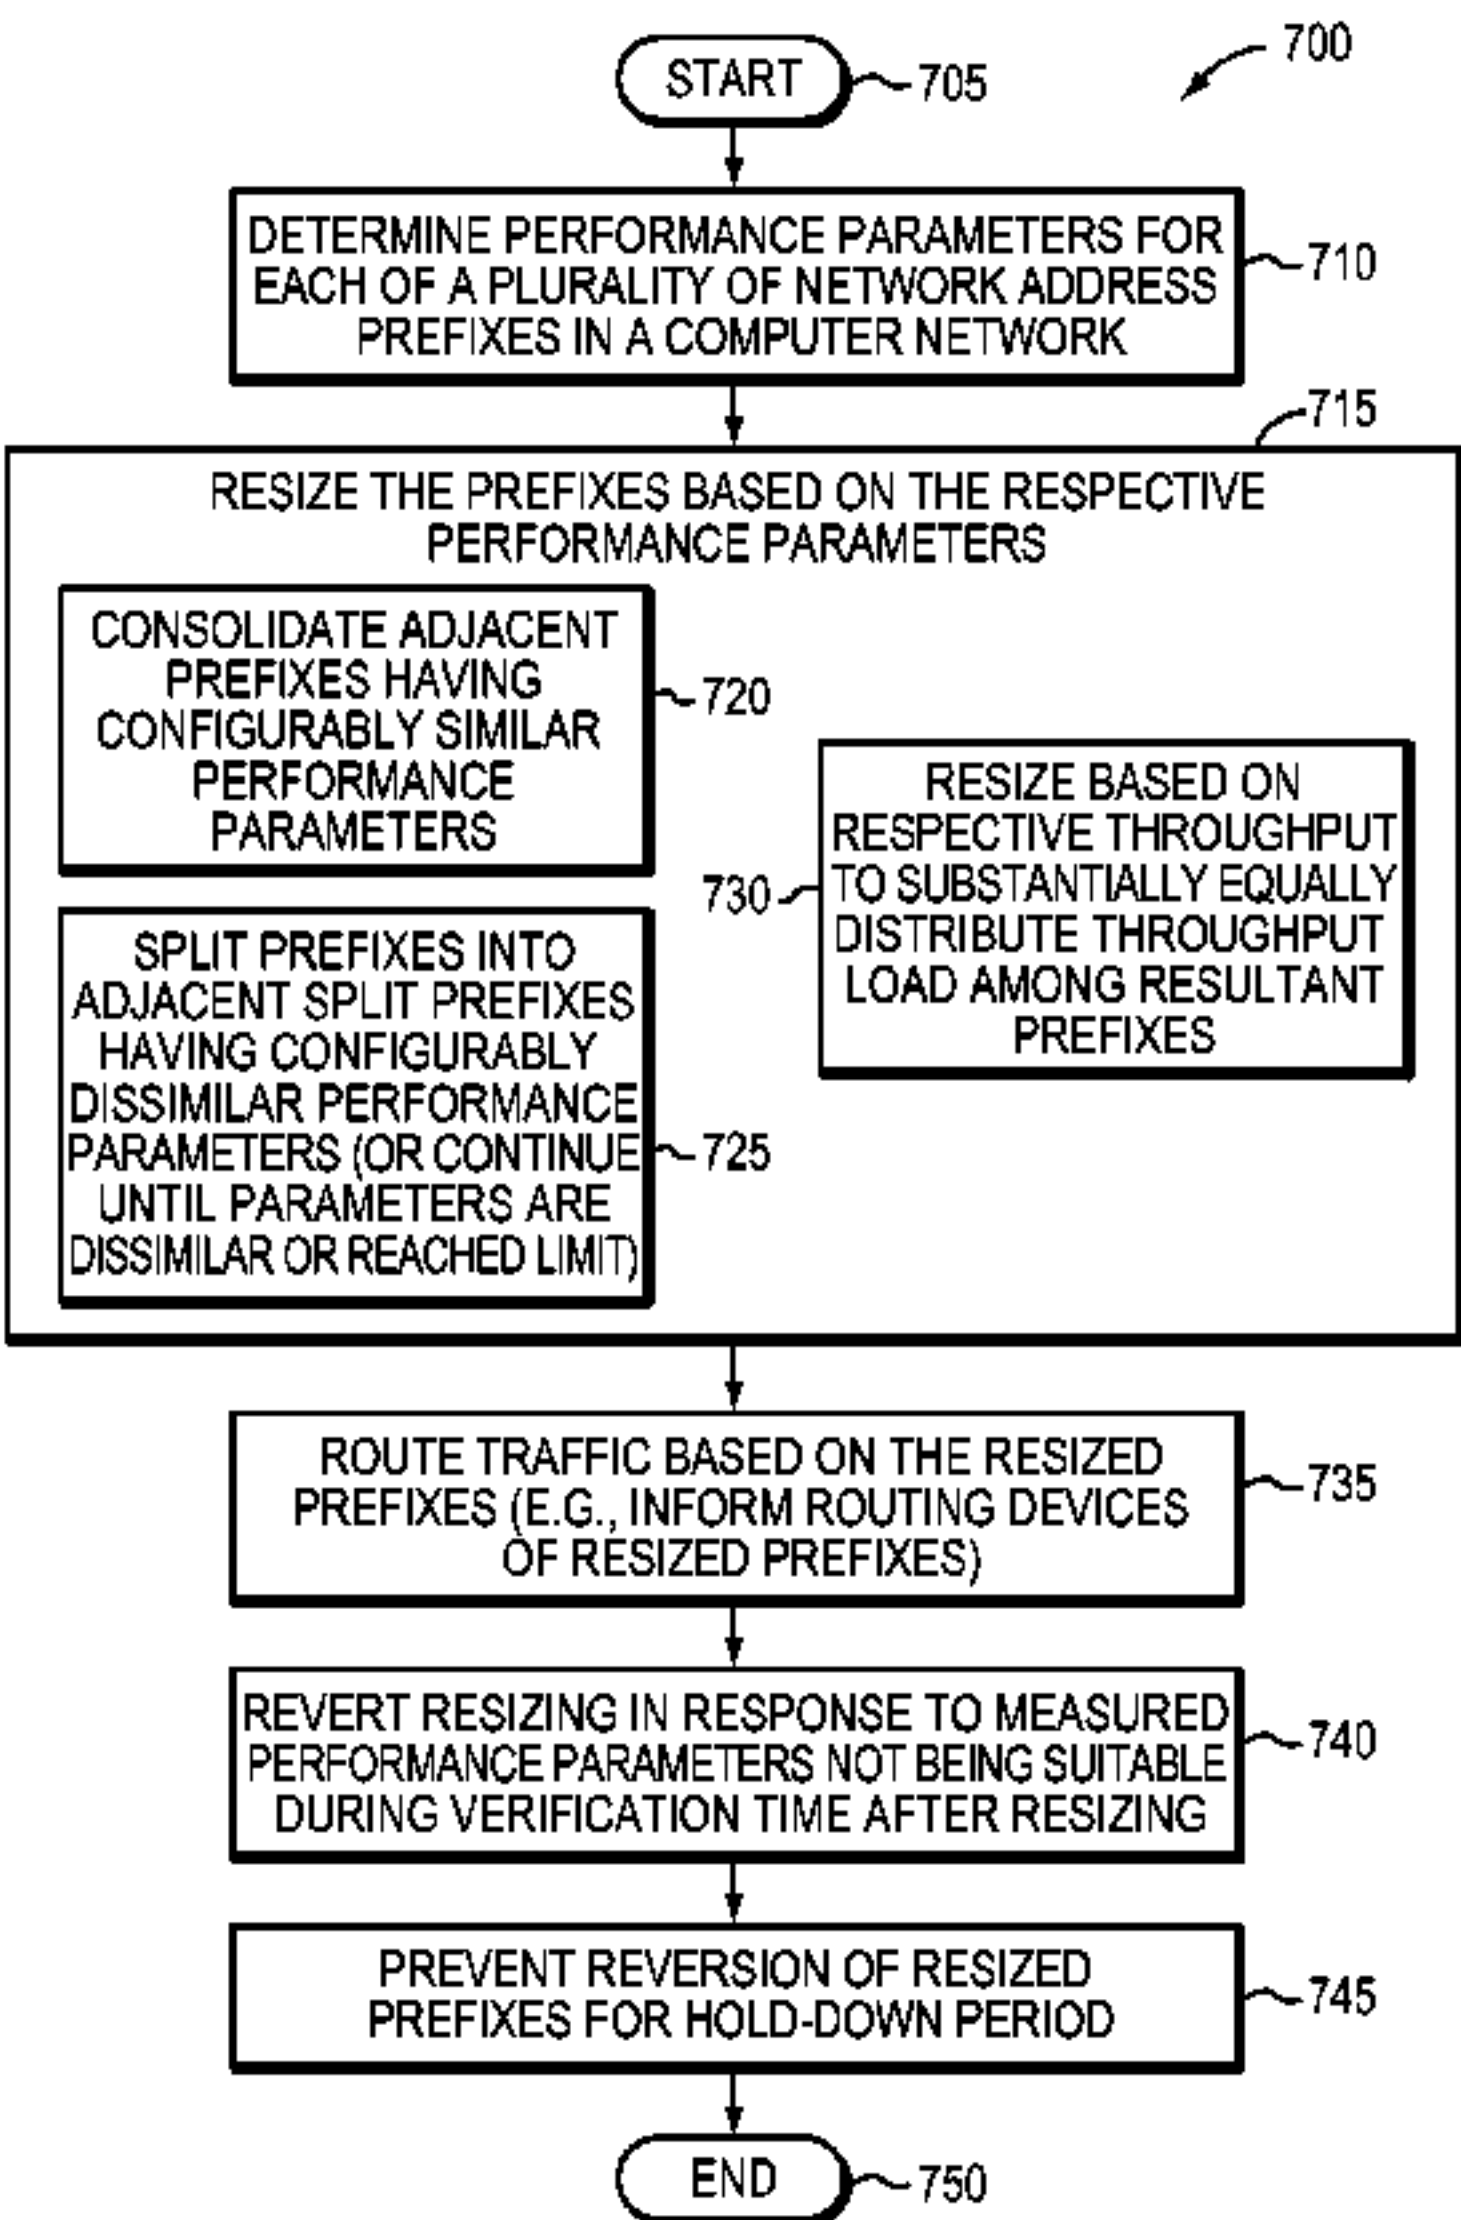 700
START
705
DETERMINE PERFORMANCE PARAMETERS FOR
EACH OF A PLURALITY OF NETWORK ADDRESS
PREFIXES IN A COMPUTER NETWORK
710
715
RESIZE THE PREFIXES BASED ON THE RESPECTIVE
PERFORMANCE PARAMETERS
CONSOLIDATE ADJACENT
PREFIXES HAVING
CONFIGURABLY SIMILAR
PERFORMANCE
PARAMETERS
720
SPLIT PREFIXES INTO
ADJACENT SPLIT PREFIXES
HAVING CONFIGURABLY
DISSIMILAR PERFORMANCE
PARAMETERS (OR CONTINUE
UNTIL PARAMETERS ARE
DISSIMILAR OR REACHED LIMIT)
725
RESIZE BASED ON
RESPECTIVE THROUGHPUT
TO SUBSTANTIALLY EQUALLY
DISTRIBUTE THROUGHPUT
LOAD AMONG RESULTANT
PREFIXES
730
ROUTE TRAFFIC BASED ON THE RESIZED
PREFIXES (E.G., INFORM ROUTING DEVICES
OF RESIZED PREFIXES)
735
REVERT RESIZING IN RESPONSE TO MEASURED
PERFORMANCE PARAMETERS NOT BEING SUITABLE
DURING VERIFICATION TIME AFTER RESIZING
740
PREVENT REVERSION OF RESIZED
PREFIXES FOR HOLD-DOWN PERIOD
745
END
750